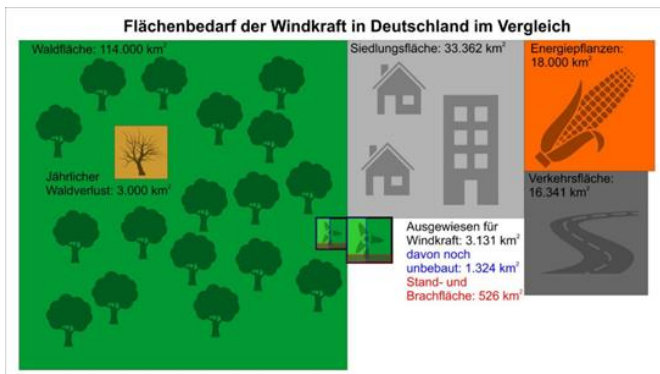 Flächenbedarf der Windkraft in Deutschland im Vergleich
Waldfläche: 114.000 km²
Siedlungsfläche: 33.362 km²
Energiepflanzen:
18.000 km²
Jährlicher
Waldverlust: 3.000 km²
Verkehrsfläche:
16.341 km²
Ausgewiesen für
Windkraft: 3.131 km²
davon noch
unbebaut: 1.324 km²
Stand- und
Brachfläche: 526 km²